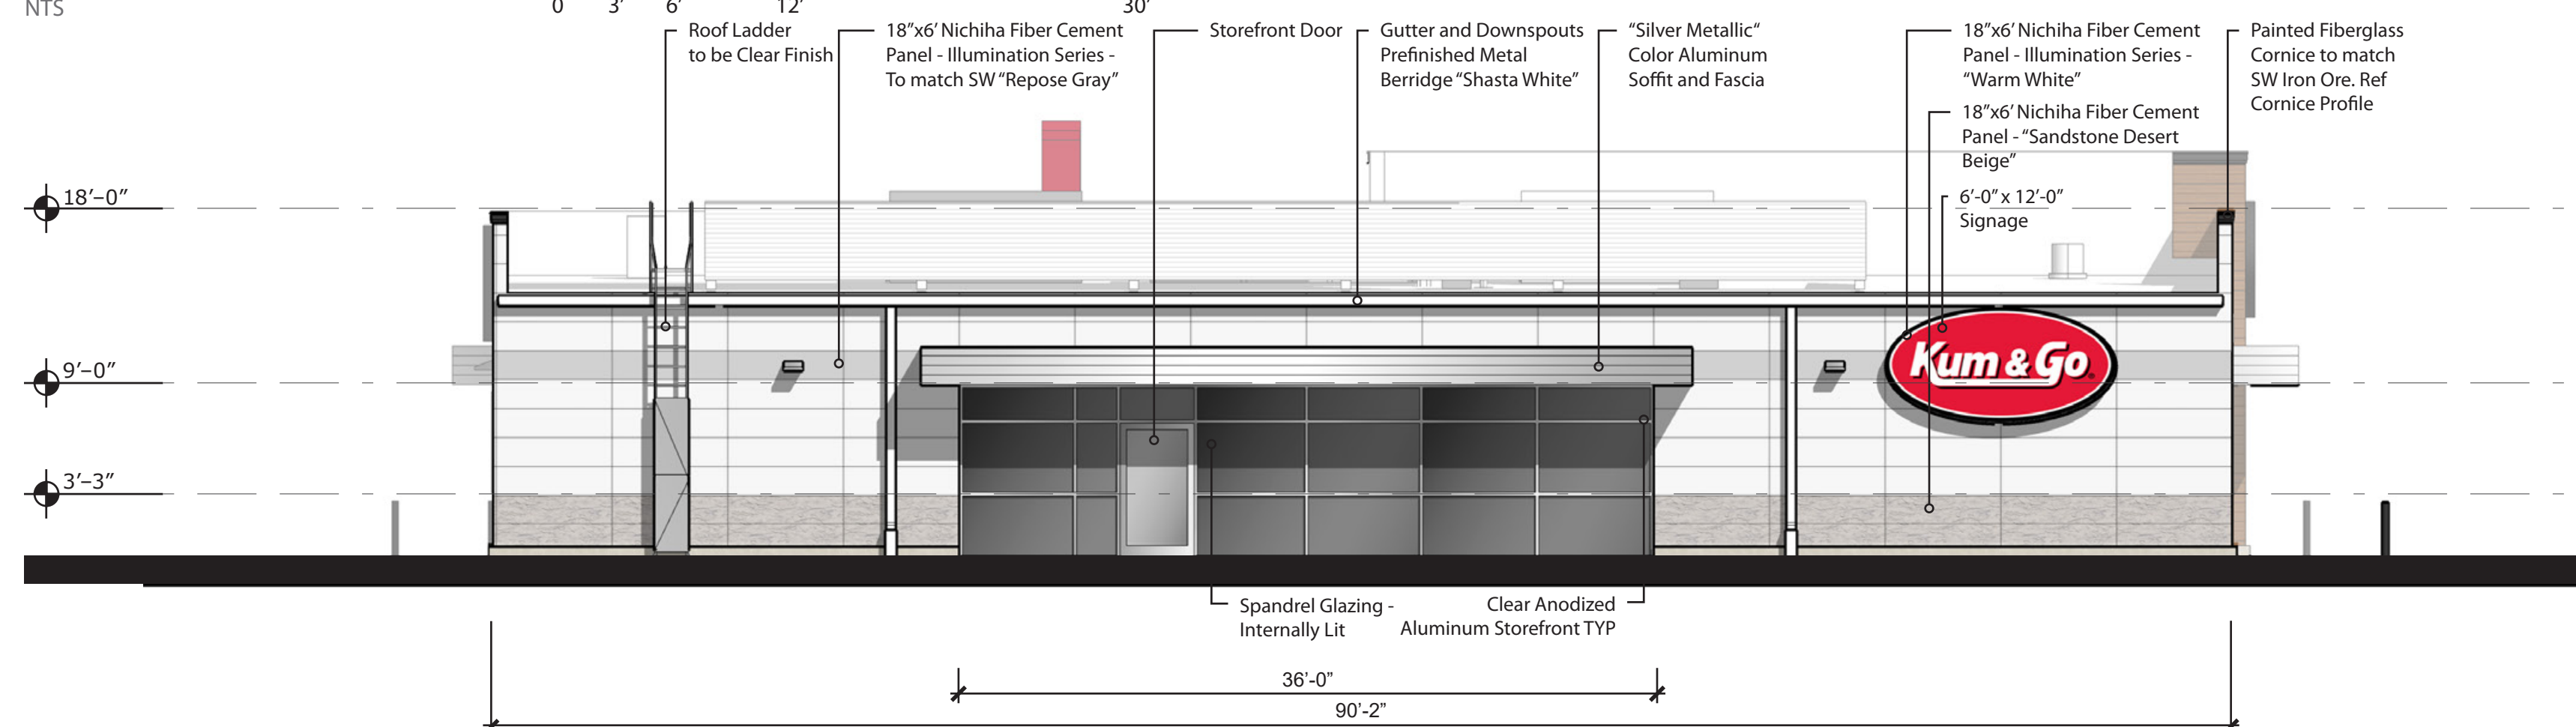 NTS
0 3' 6' 12' 30'
Roof Ladder
to be Clear Finish
18”x6’ Nichiha Fiber Cement
Panel - Illumination Series -
To match SW “Repose Gray”
Storefront Door
Gutter and Downspouts
Prefinished Metal
Berridge “Shasta White”
“Silver Metallic“
Color Aluminum
Soffit and Fascia
18”x6’ Nichiha Fiber Cement
Panel - Illumination Series -
“Warm White”
18”x6’ Nichiha Fiber Cement
Panel - “Sandstone Desert
Beige”
6’-0” x 12’-0”
Signage
Painted Fiberglass
Cornice to match
SW Iron Ore. Ref
Cornice Profile
18’–0”
9’–0”
3’–3”
Kum & Go®
Spandrel Glazing -
Internally Lit
Clear Anodized
Aluminum Storefront TYP
36’-0”
90’-2”